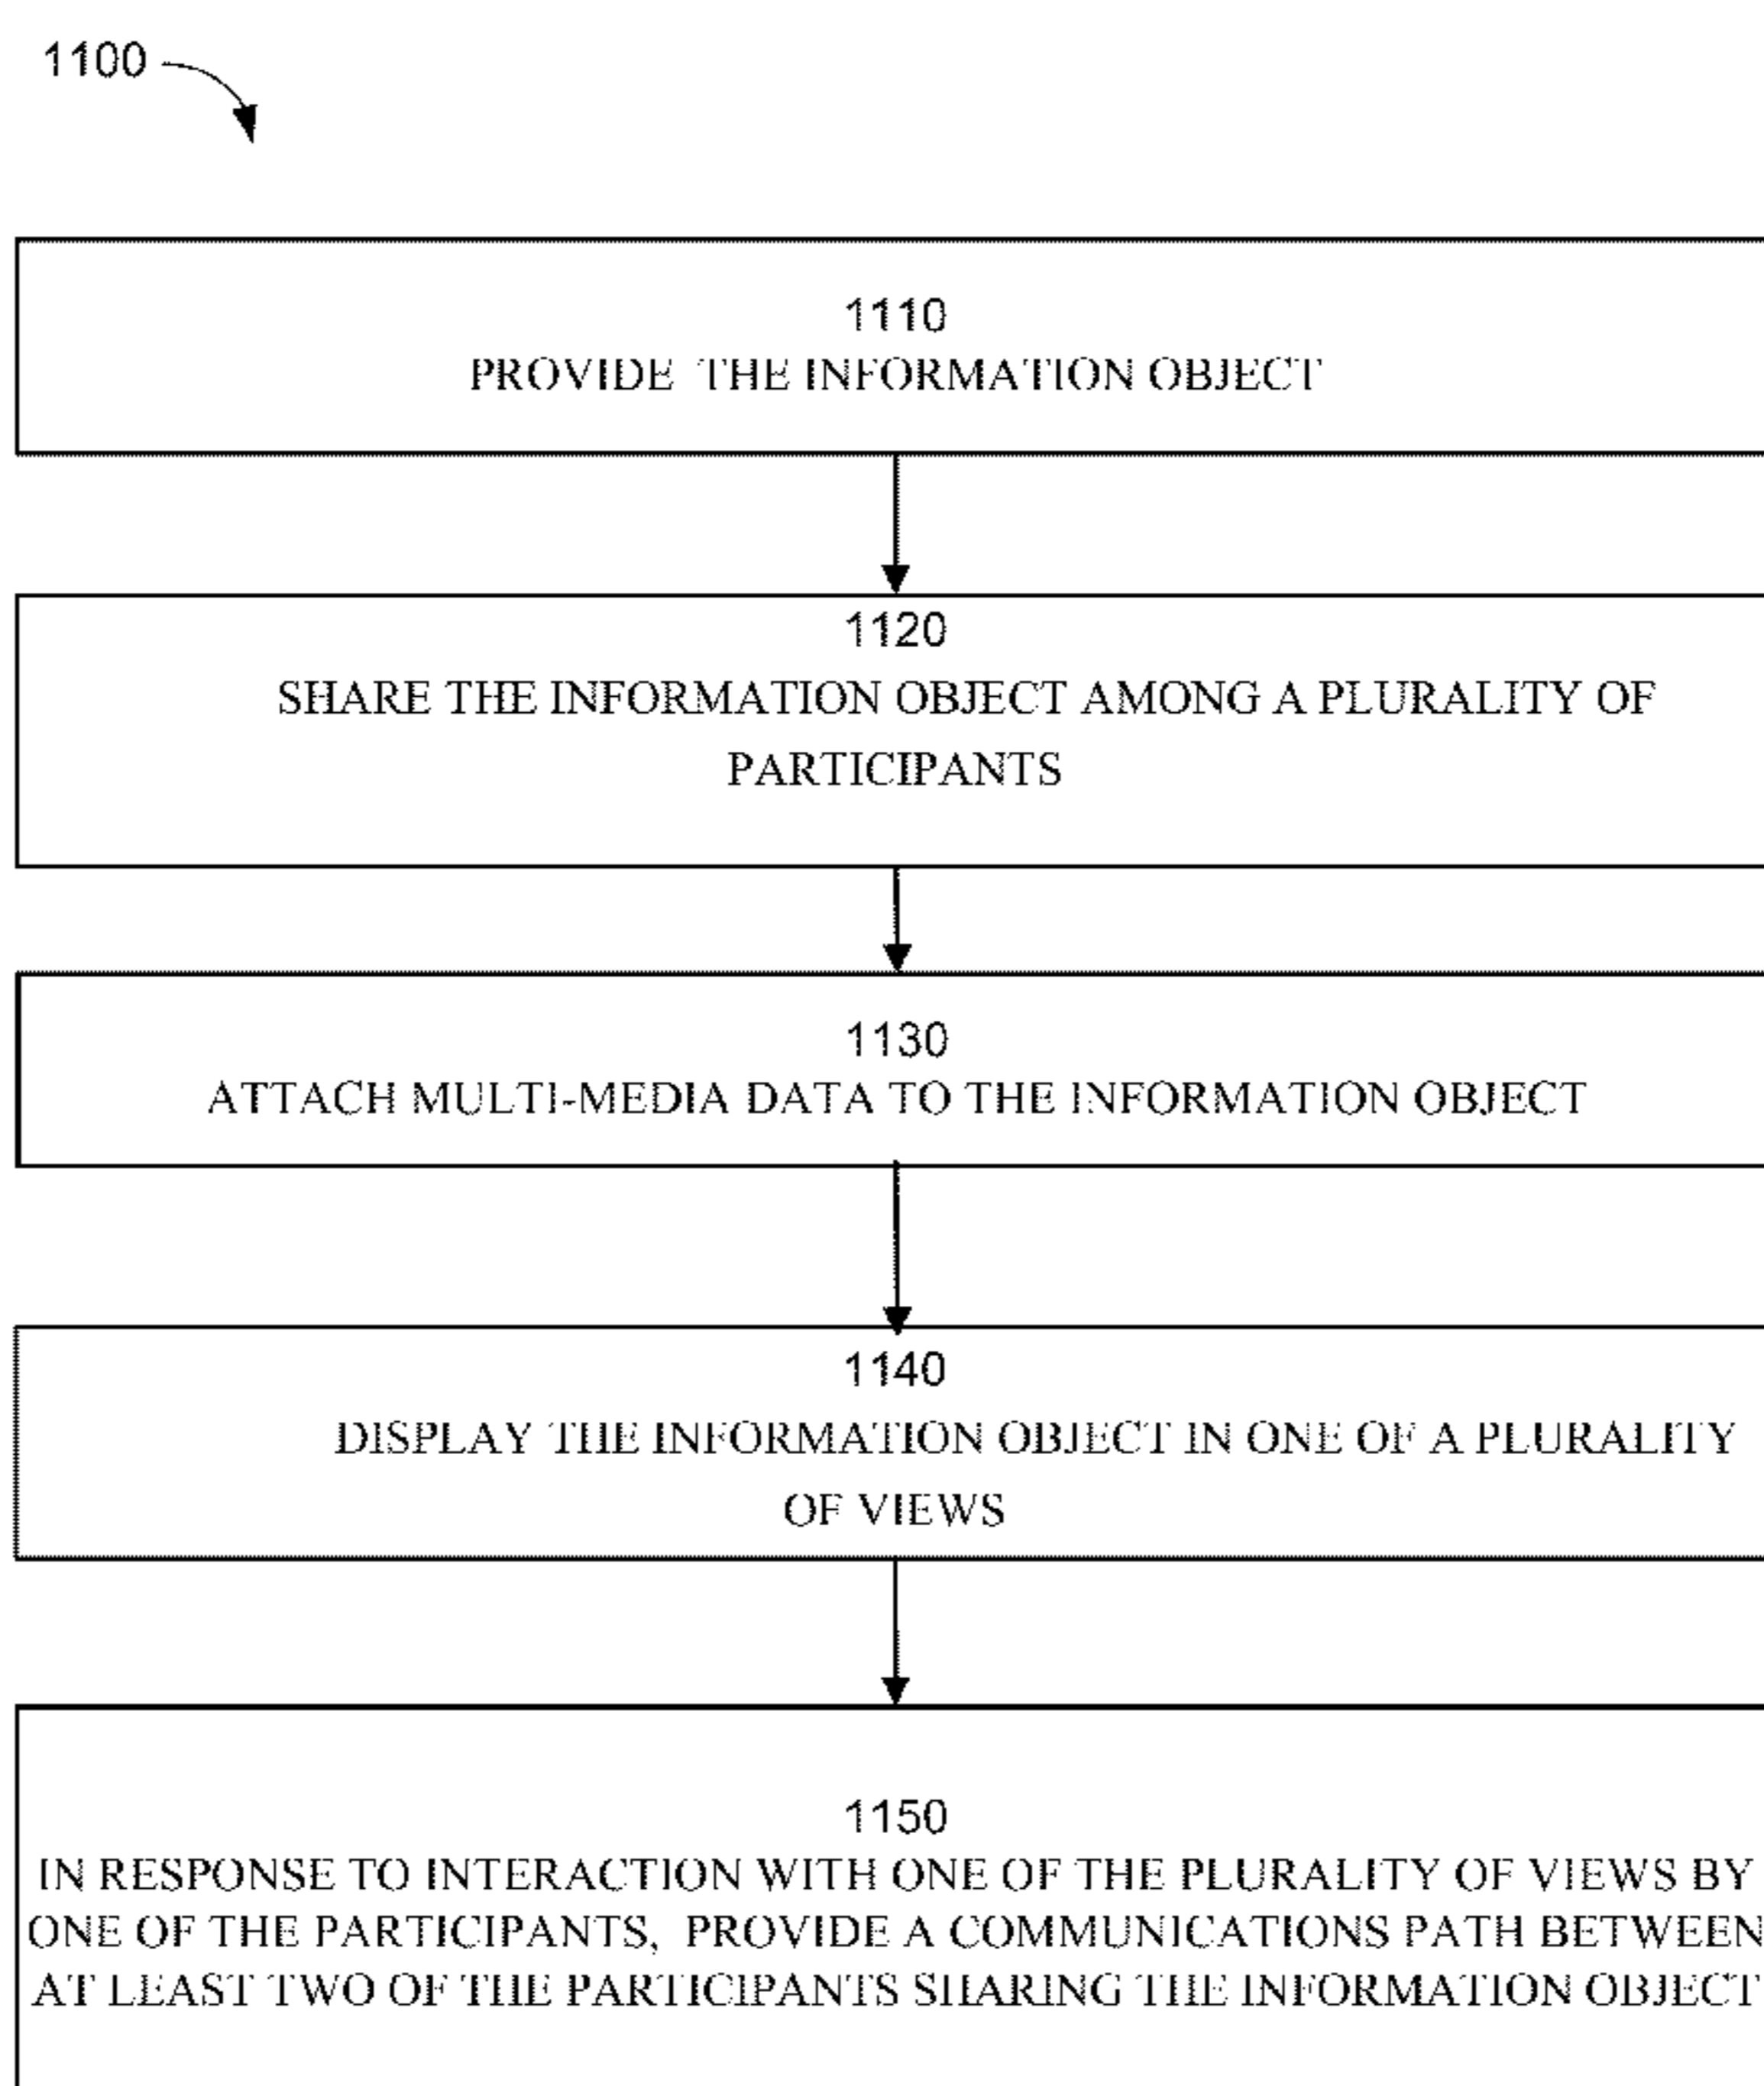 1100
1110
PROVIDE THE INFORMATION OBJECT
1120
SHARE THE INFORMATION OBJECT AMONG A PLURALITY OF
PARTICIPANTS
1130
ATTACH MULTI-MEDIA DATA TO THE INFORMATION OBJECT
1140
DISPLAY THE INFORMATION OBJECT IN ONE OF A PLURALITY
OF VIEWS
1150
IN RESPONSE TO INTERACTION WITH ONE OF THE PLURALITY OF VIEWS BY
ONE OF THE PARTICIPANTS, PROVIDE A COMMUNICATIONS PATH BETWEEN
AT LEAST TWO OF THE PARTICIPANTS SHARING THE INFORMATION OBJECT